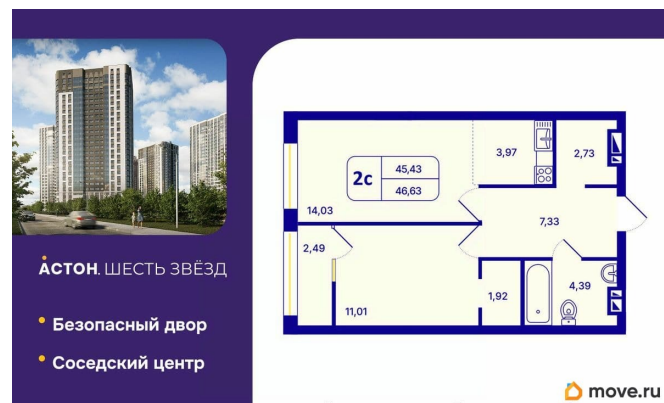 АСТОН. ШЕСТЬ ЗВЁЗД
Безопасный двор
Соседский центр
2с
45,43
46,63
3,97
2,73
14,03
7,33
2,49
11,01
1,92
4,39
move.ru